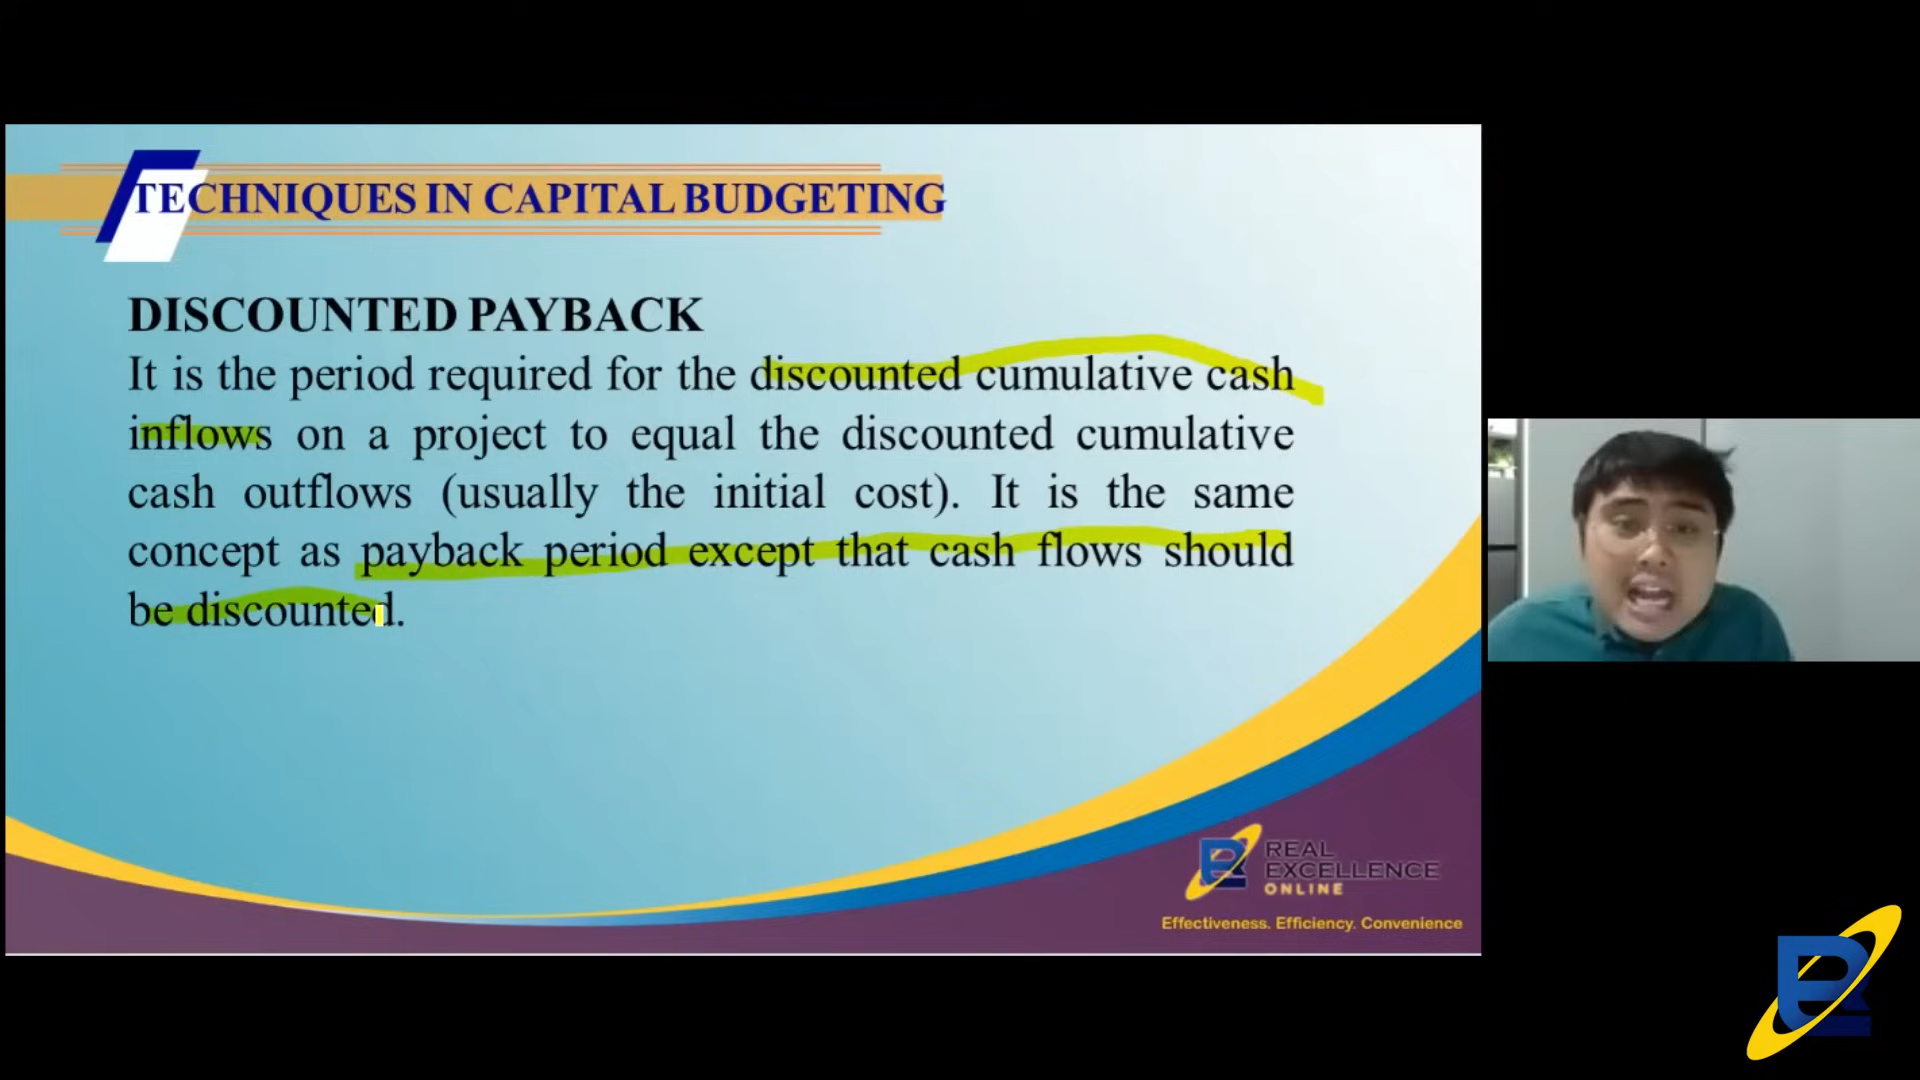 TECHNIQUES IN CAPITAL BUDGETING
DISCOUNTED PAYBACK
It is the period required for the discounted cumulative cash
inflows on a project to equal the discounted cumulative
cash outflows (usually the initial cost). It is the same
concept as payback period except that cash flows should
be discounted.
REAL
EXCELLENCE
ONLINE
Effectiveness. Efficiency. Convenience